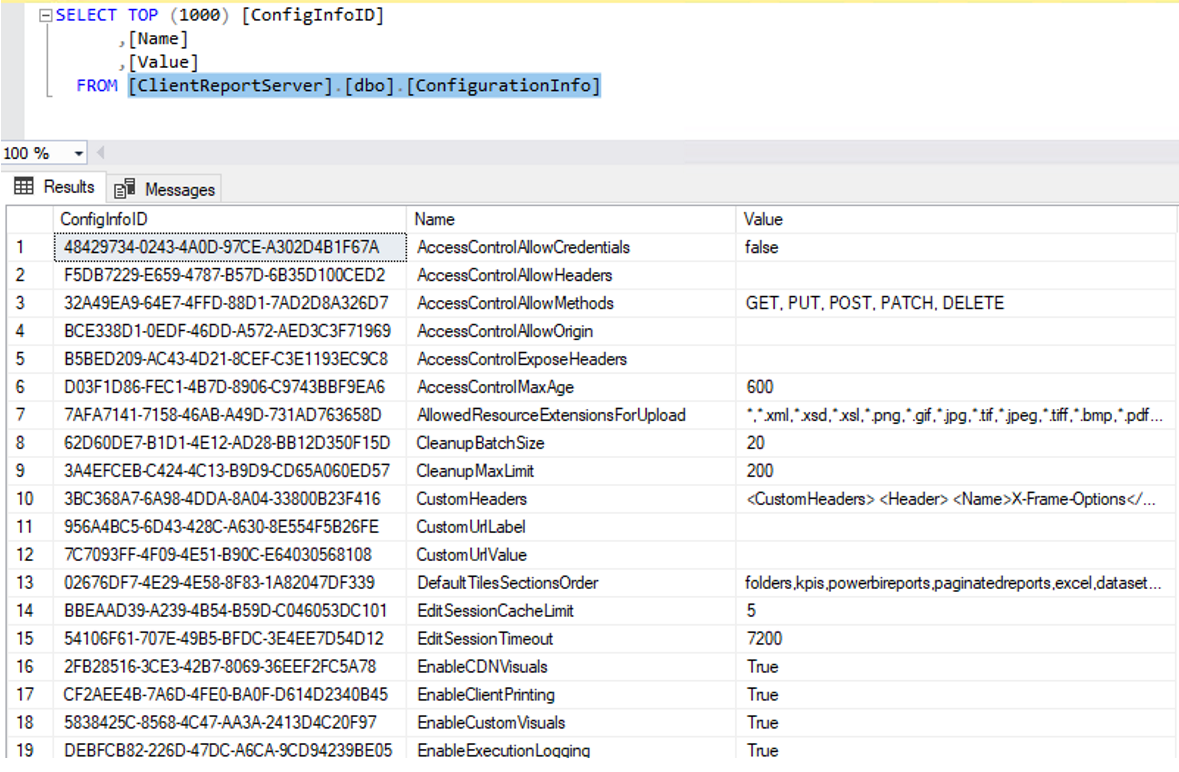 SELECT TOP (1000) [ConfigInfoID]
,[Name]
,[Value]
FROM [ClientReportServer].[dbo].[ConfigurationInfo]
100 %
Results Messages
ConfigInfoID Name Value
1 48429734-0243-4A0D-97CE-A302D4B1F67A AccessControlAllowCredentials false
2 F5DB7229-E659-4787-B57D-6B35D100CED2 AccessControlAllowHeaders
3 32A49EA9-64E7-4FFD-88D1-7AD2D8A326D7 AccessControlAllowMethods GET, PUT, POST, PATCH, DELETE
4 BCE338D1-0EDF-46DD-A572-AED3C3F71969 AccessControlAllowOrigin
5 B5BED209-AC43-4D21-8CEF-C3E1193EC9C8 AccessControlExposeHeaders
6 D03F1D86-FEC1-4B7D-8906-C9743BBF9EA6 AccessControlMaxAge 600
7 7AFA7141-7158-46AB-A49D-731AD763658D AllowedResourceExtensionsForUpload *,*.xml,*.xsd,*.xsl,*.png,*.gif,*.jpg,*.tif,*.jpeg,*.tiff,*.bmp,*.pdf...
8 62D60DE7-B1D1-4E12-AD28-BB12D350F15D CleanupBatchSize 20
9 3A4EFCEB-C424-4C13-B9D9-CD65A060ED57 CleanupMaxLimit 200
10 3BC368A7-6A98-4DDA-8A04-33800B23F416 CustomHeaders <CustomHeaders> <Header> <Name>X-Frame-Options</...
11 956A4BC5-6D43-428C-A630-8E554F5B26FE CustomUrlLabel
12 7C7093FF-4F09-4E51-B90C-E64030568108 CustomUrlValue
13 02676DF7-4E29-4E58-8F83-1A82047DF339 DefaultTilesSectionsOrder folders,kpis,powerbireports,paginatedreports,excel,dataset...
14 BBEAAD39-A239-4B54-B59D-C046053DC101 EditSessionCacheLimit 5
15 54106F61-707E-49B5-BFDC-3E4EE7D54D12 EditSessionTimeout 7200
16 2FB28516-3CE3-42B7-8069-36EEF2FC5A78 EnableCDNVisuals True
17 CF2AEE4B-7A6D-4FE0-BA0F-D614D2340B45 EnableClientPrinting True
18 5838425C-8568-4C47-AA3A-2413D4C20F97 EnableCustomVisuals True
19 DEBFCB82-226D-47DC-A6CA-9CD94239BE05 EnableExecutionLogging True